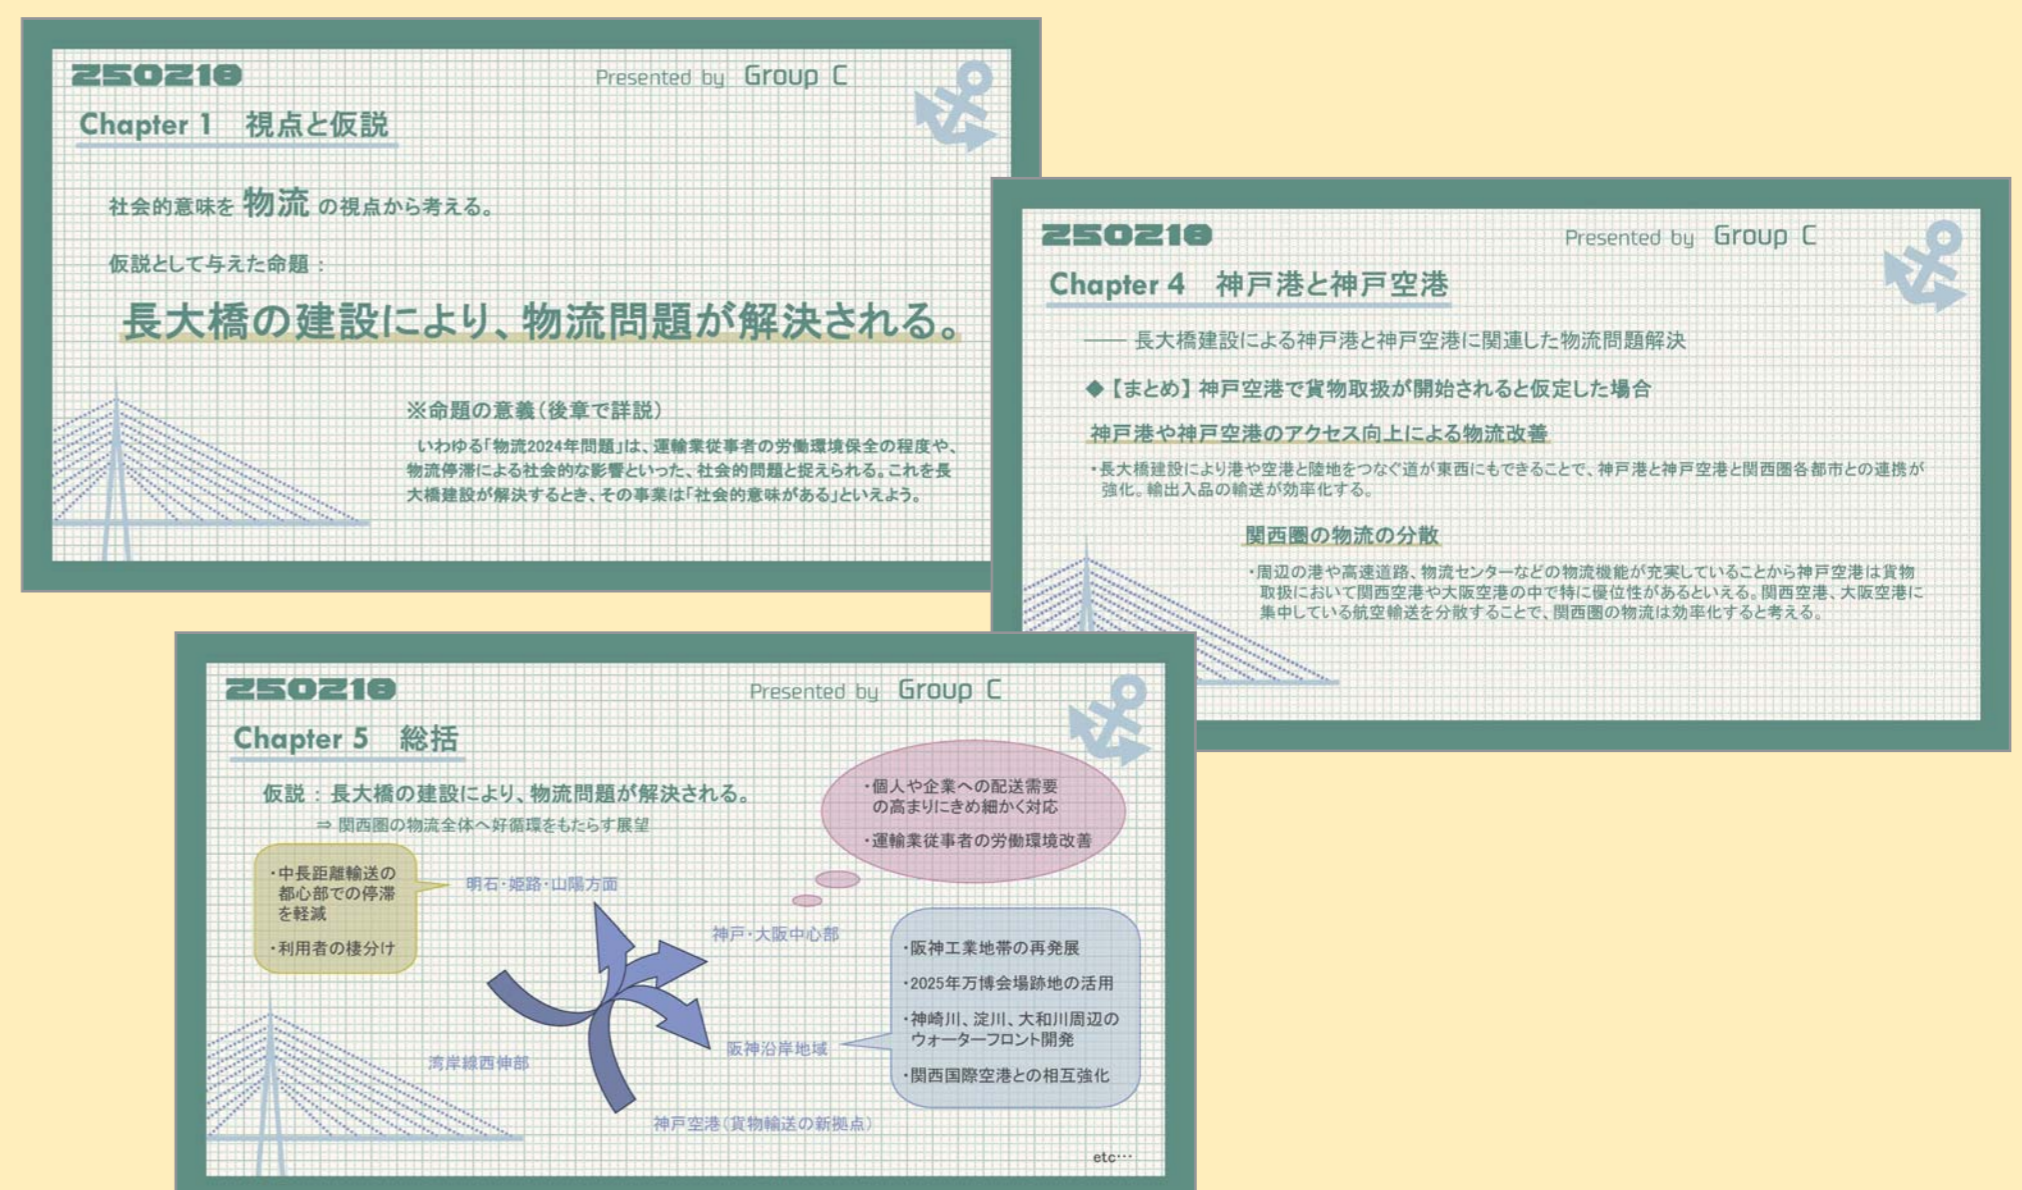 250218
Presented by Group C
Chapter 1 視点と仮説
社会的意味を 物流 の視点から考える。
仮説として与えた命題：
長大橋の建設により、物流問題が解決される。
※命題の意義(後章で詳説)
いわゆる「物流2024年問題」は、運輸業従事者の労働環境保全の程度や、
物流停滞による社会的な影響といった、社会的問題と捉えられる。これを長
大橋建設が解決するとき、その事業は「社会的意味がある」といえよう。
250218
Presented by Group C
Chapter 4 神戸港と神戸空港
―― 長大橋建設による神戸港と神戸空港に関連した物流問題解決
◆【まとめ】神戸空港で貨物取扱が開始されると仮定した場合
神戸港や神戸空港のアクセス向上による物流改善
・長大橋建設により港や空港と陸地をつなぐ道が東西にもできることで、神戸港と神戸空港と関西圏各都市との連携が
強化。輸出入品の輸送が効率化する。
関西圏の物流の分散
・周辺の港や高速道路、物流センターなどの物流機能が充実していることから神戸空港は貨物
取扱において関西空港や大阪空港の中で特に優位性があるといえる。関西空港、大阪空港に
集中している航空輸送を分散することで、関西圏の物流は効率化すると考える。
250218
Presented by Group C
Chapter 5 総括
仮説：長大橋の建設により、物流問題が解決される。
⇒ 関西圏の物流全体へ好循環をもたらす展望
・個人や企業への配送需要
の高まりにきめ細かく対応
・運輸業従事者の労働環境改善
・中長距離輸送の
都心部での停滞
を軽減
・利用者の棲分け
明石・姫路・山陽方面
神戸・大阪中心部
・阪神工業地帯の再発展
・2025年万博会場跡地の活用
・神崎川、淀川、大和川周辺の
ウォーターフロント開発
・関西国際空港との相互強化
阪神沿岸地域
湾岸線西伸部
神戸空港(貨物輸送の新拠点)
etc…